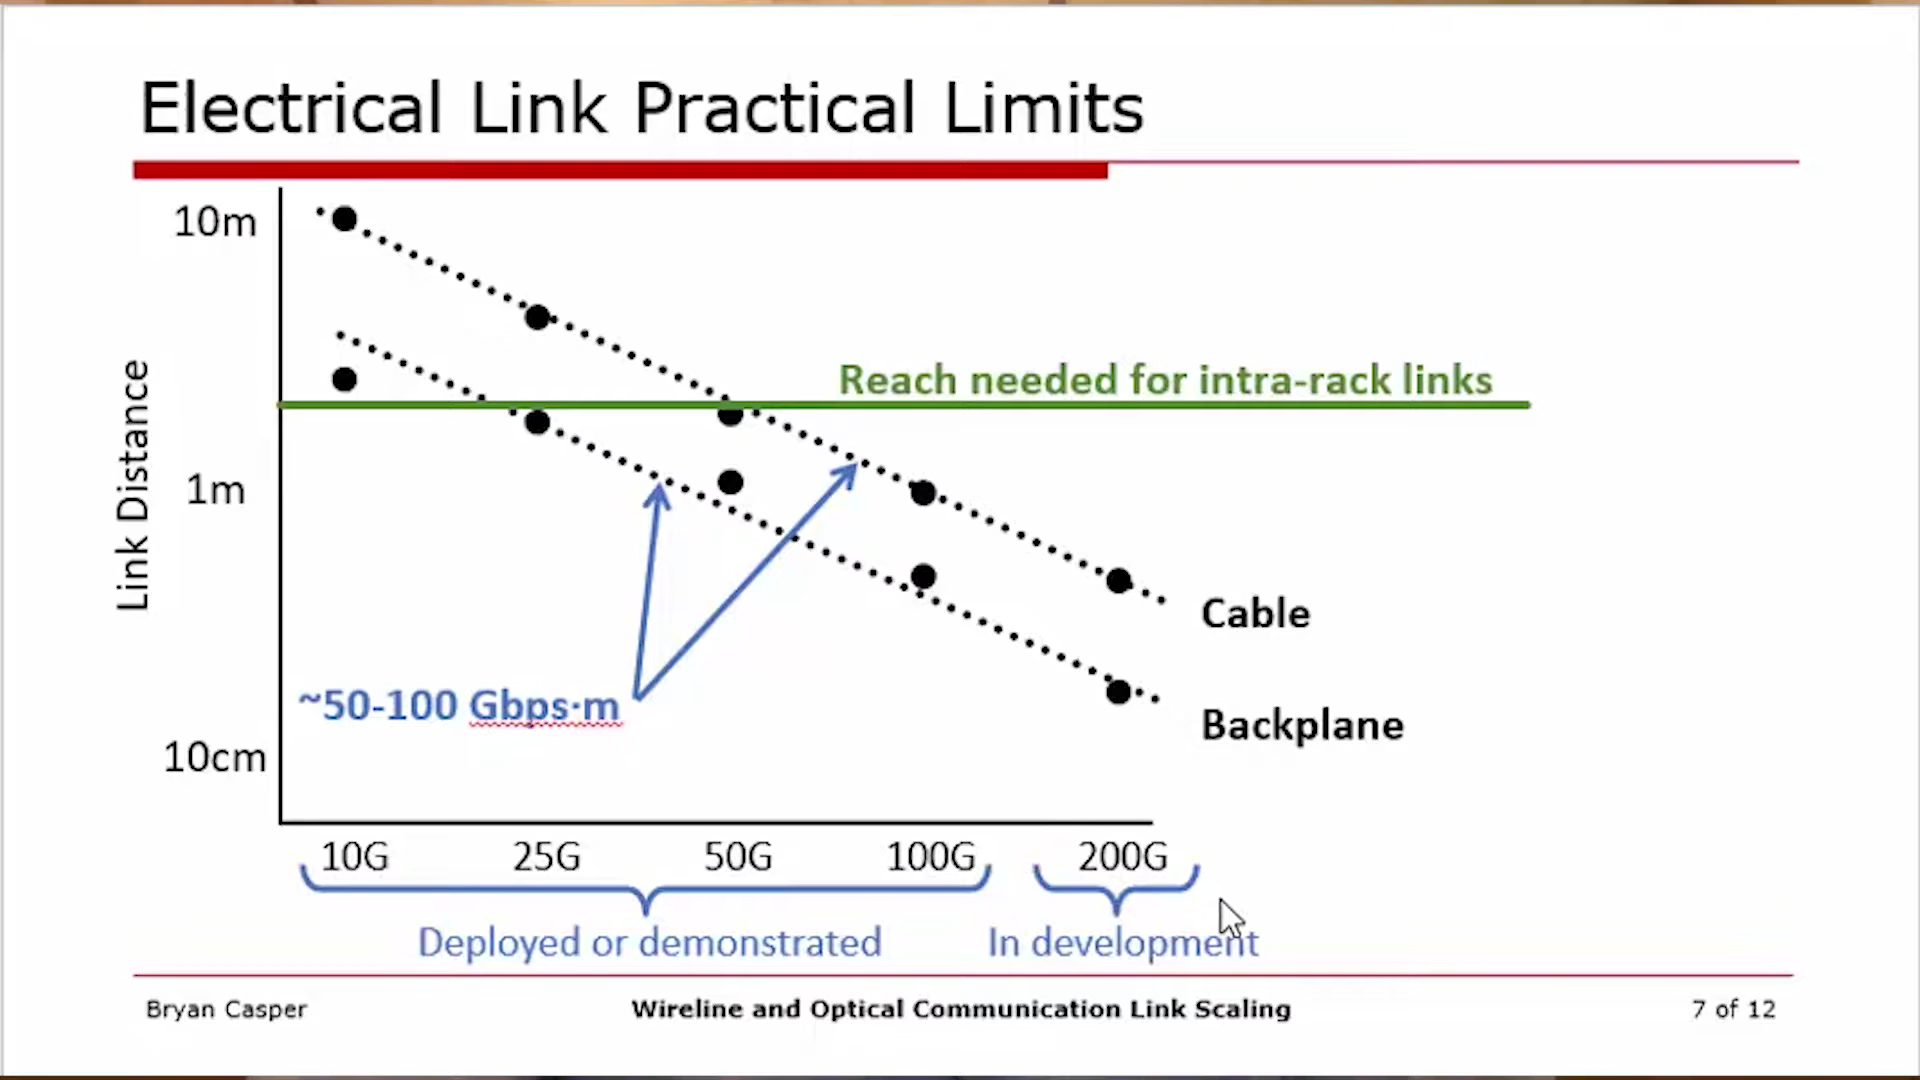 Electrical Link Practical Limits
10m
1m
10cm
Link Distance
Reach needed for intra-rack links
~50-100 Gbps·m
Cable
Backplane
10G 25G 50G 100G 200G
Deployed or demonstrated
In development
Bryan Casper
Wireline and Optical Communication Link Scaling
7 of 12